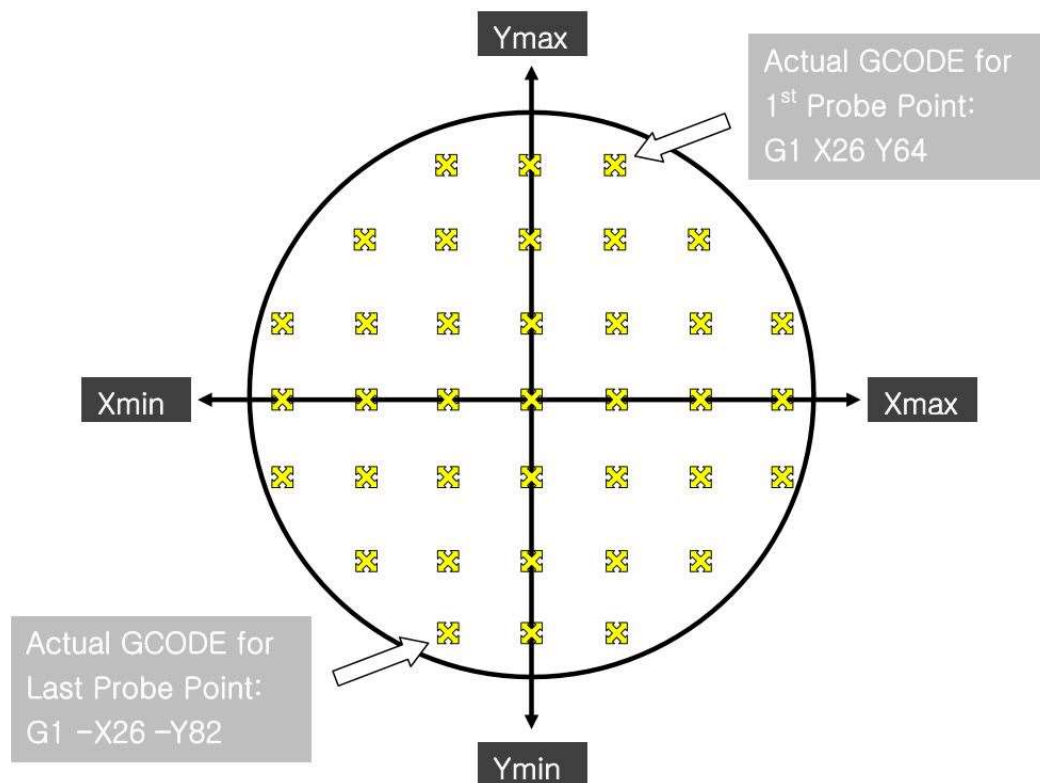 Ymax
Actual GCODE for
1st Probe Point:
G1 X26 Y64
Xmin
Xmax
Actual GCODE for
Last Probe Point:
G1 -X26 -Y82
Ymin